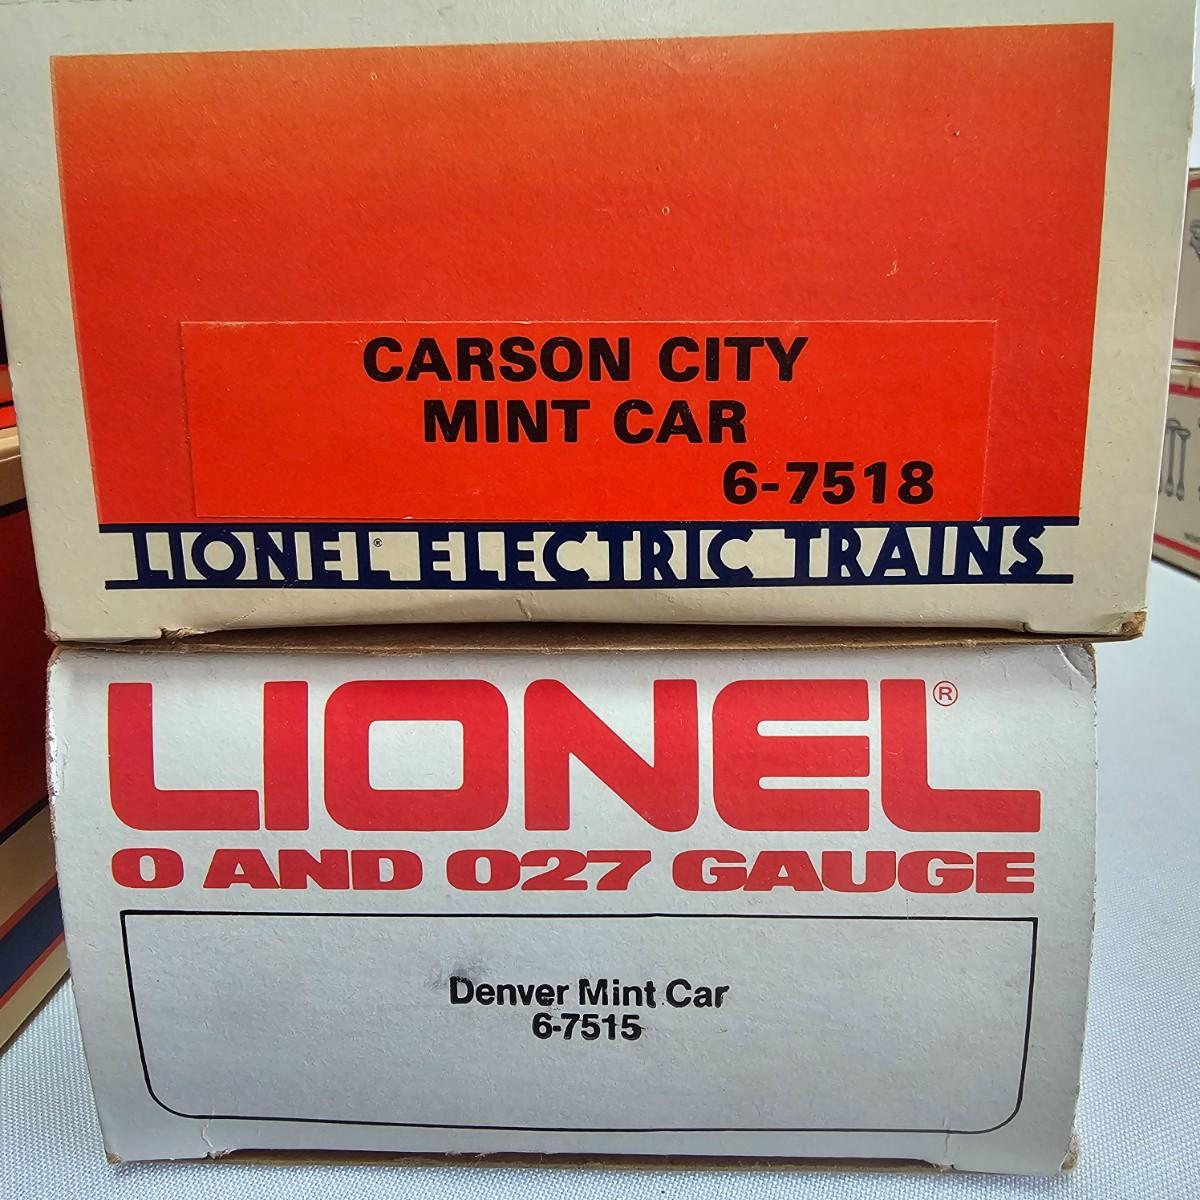 CARSON CITY
MINT CAR
6-7518
LIONEL® ELECTRIC TRAINS
LIONEL®
O AND O27 GAUGE
Denver Mint Car
6-7515